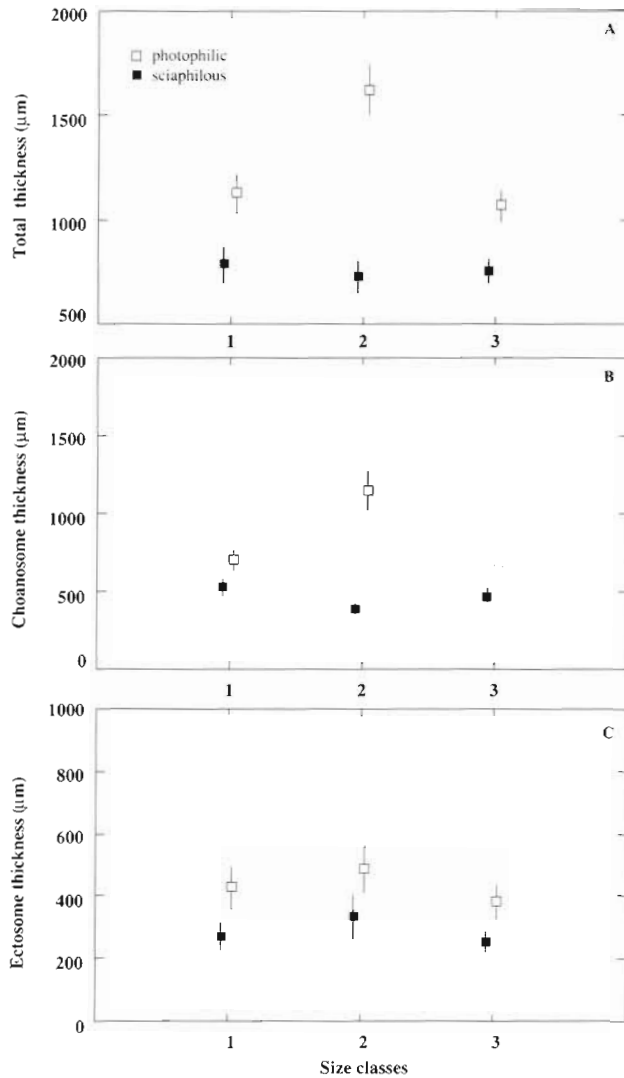 A
photophilic
sciaphilous
Total thickness (μm)
2000
1500
1000
500
1 2 3
B
Choanosome thickness (μm)
2000
1500
1000
500
0
1 2 3
C
Ectosome thickness (μm)
1000
800
600
400
200
0
1 2 3
Size classes